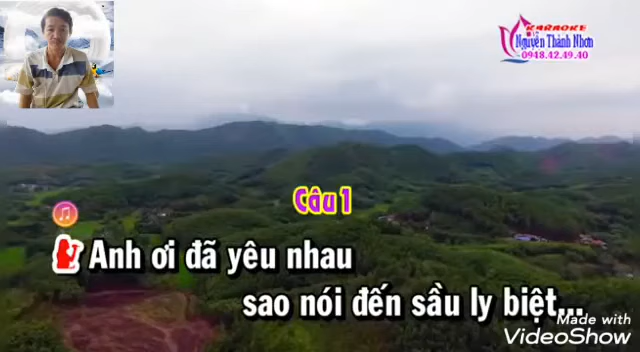 KARAOKE
Nguyễn Thành Nhơn
0948.42.49.40
Câu 1
Anh ơi đã yêu nhau
sao nói đến sầu ly biệt...
Made with
VideoShow